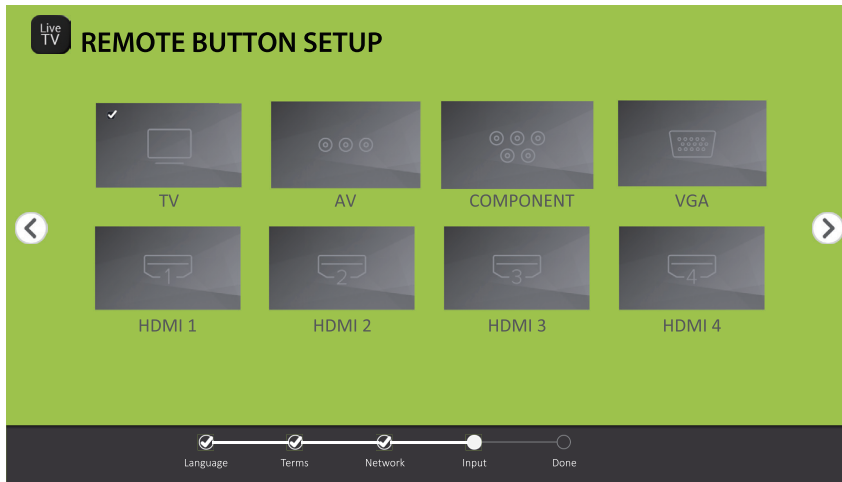 Live
TV
REMOTE BUTTON SETUP
TV
AV
COMPONENT
VGA
1
2
3
4
HDMI 1
HDMI 2
HDMI 3
HDMI 4
Language
Terms
Network
Input
Done